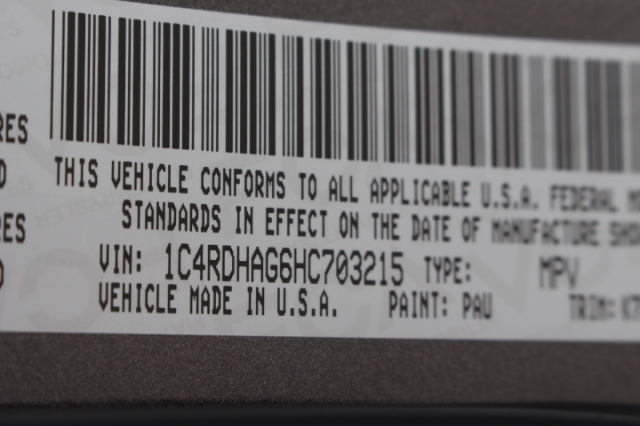 RES
THIS VEHICLE CONFORMS TO ALL APPLICABLE U.S.A. FEDERAL
RES STANDARDS IN EFFECT ON THE DATE OF MANUFACTURE
VIN: 1C4RDHAG6HC703215 TYPE: MPV
VEHICLE MADE IN U.S.A. PAINT: PAU TRIM: